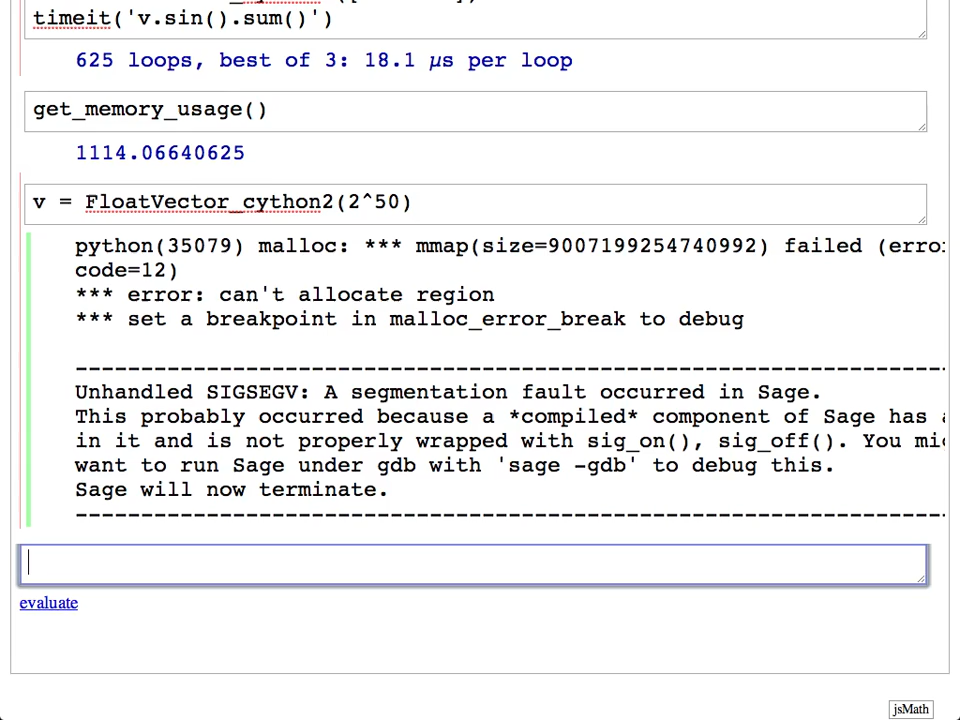 timeit('v.sin().sum()')
625 loops, best of 3: 18.1 µs per loop
get_memory_usage()
1114.06640625
v = FloatVector_cython2(2^50)
python(35079) malloc: *** mmap(size=9007199254740992) failed (erro
code=12)
*** error: can't allocate region
*** set a breakpoint in malloc_error_break to debug
------------------------------------------------------------------
Unhandled SIGSEGV: A segmentation fault occurred in Sage.
This probably occurred because a *compiled* component of Sage has
in it and is not properly wrapped with sig_on(), sig_off(). You mi
want to run Sage under gdb with 'sage -gdb' to debug this.
Sage will now terminate.
------------------------------------------------------------------
evaluate
jsMath